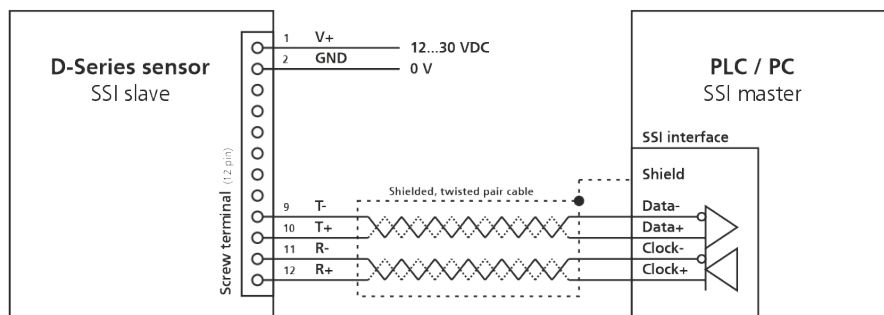 D-Series sensor
SSI slave
Screw terminal (12 pin)
1 V+ 12...30 VDC
2 GND 0 V
9 T-
10 T+
11 R-
12 R+
Shielded, twisted pair cable
PLC / PC
SSI master
SSI interface
Shield
Data-
Data+
Clock-
Clock+